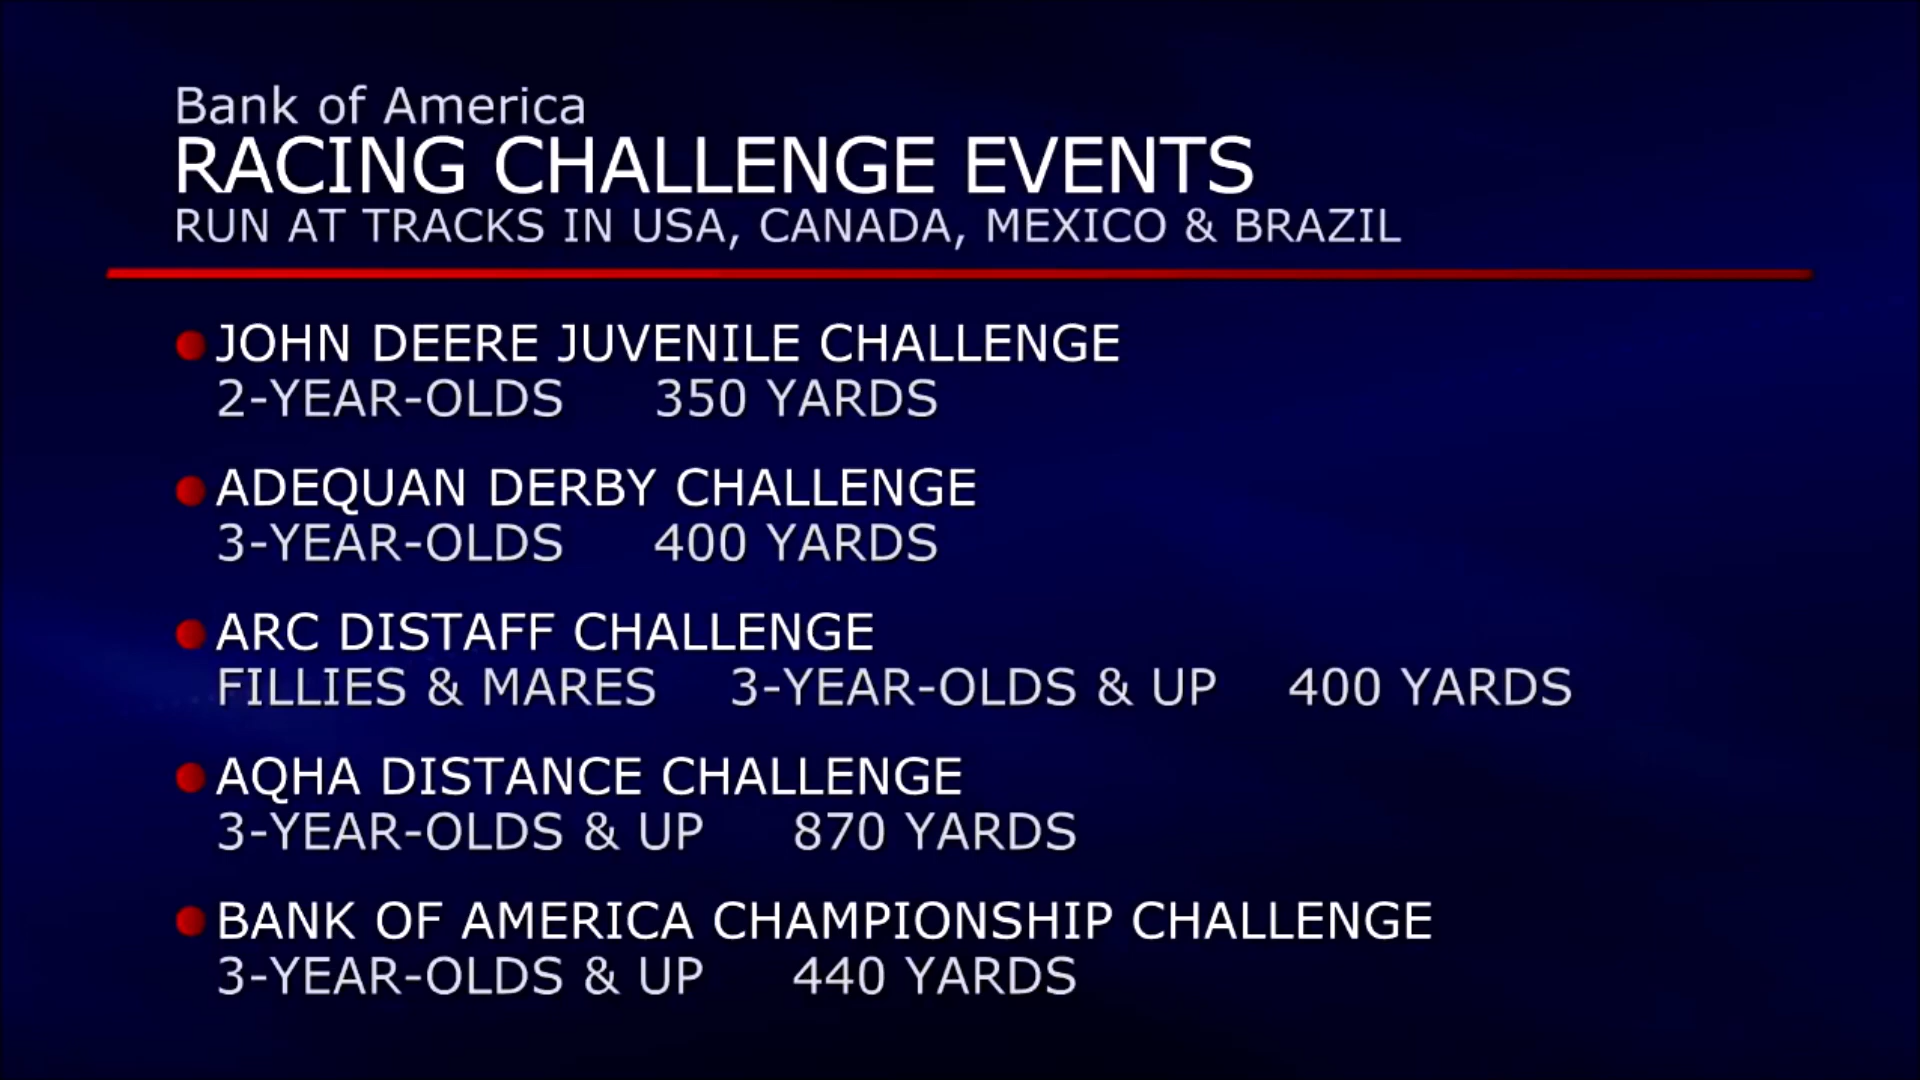 Bank of America
RACING CHALLENGE EVENTS
RUN AT TRACKS IN USA, CANADA, MEXICO & BRAZIL
JOHN DEERE JUVENILE CHALLENGE
2-YEAR-OLDS 350 YARDS
ADEQUAN DERBY CHALLENGE
3-YEAR-OLDS 400 YARDS
ARC DISTAFF CHALLENGE
FILLIES & MARES 3-YEAR-OLDS & UP 400 YARDS
AQHA DISTANCE CHALLENGE
3-YEAR-OLDS & UP 870 YARDS
BANK OF AMERICA CHAMPIONSHIP CHALLENGE
3-YEAR-OLDS & UP 440 YARDS